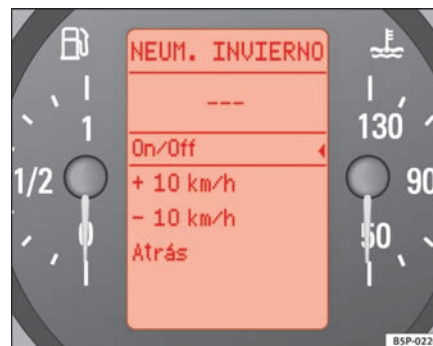 NEUM. INVIERNO
---
On/Off
+ 10 km/h
- 10 km/h
Atrás
1
1/2
0
130
90
50
B5P-022